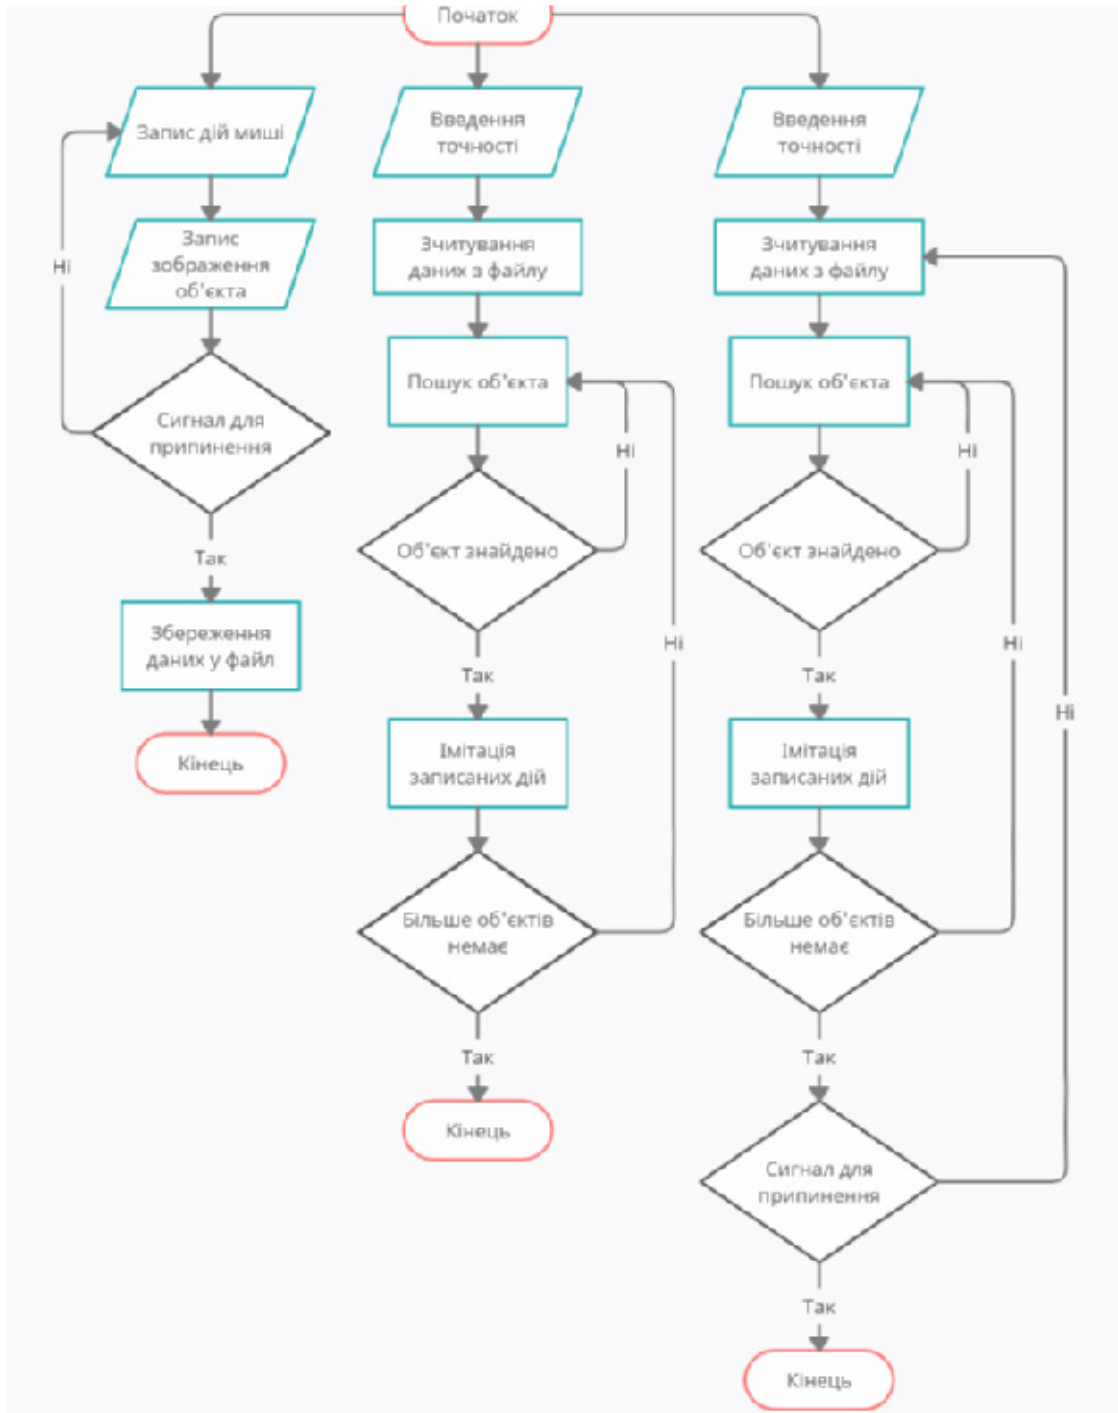 Початок
Запис дій миші
Запис
зображення
об'єкта
Ні
Сигнал для
припинення
Так
Збереження
даних у файл
Кінець
Введення
точності
Зчитування
даних з файлу
Пошук об'єкта
Ні
Об'єкт знайдено
Ні
Так
Імітація
записаних дій
Більше об'єктів
немає
Так
Кінець
Введення
точності
Зчитування
даних з файлу
Пошук об'єкта
Ні
Об'єкт знайдено
Ні
Так
Ні
Імітація
записаних дій
Більше об'єктів
немає
Так
Сигнал для
припинення
Так
Кінець